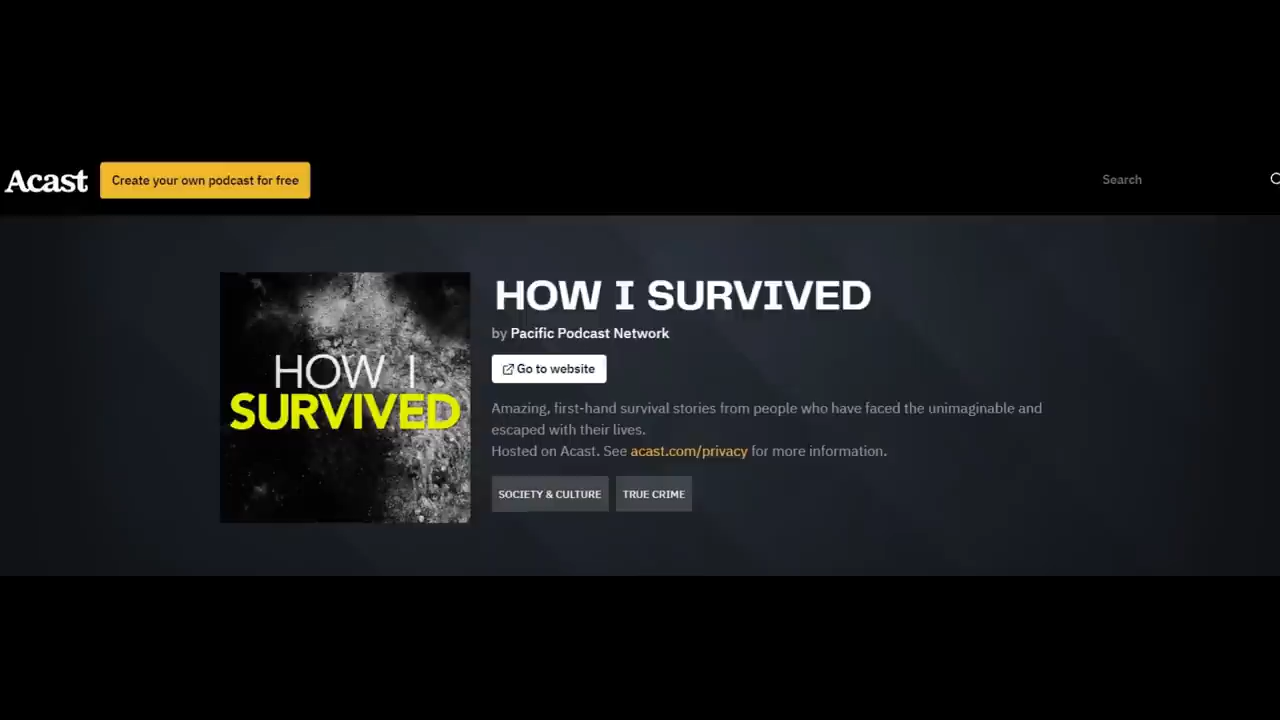 Acast
Create your own podcast for free
Search
HOW I
SURVIVED
HOW I SURVIVED
by Pacific Podcast Network
Go to website
Amazing, first-hand survival stories from people who have faced the unimaginable and
escaped with their lives.
Hosted on Acast. See acast.com/privacy for more information.
SOCIETY & CULTURE
TRUE CRIME